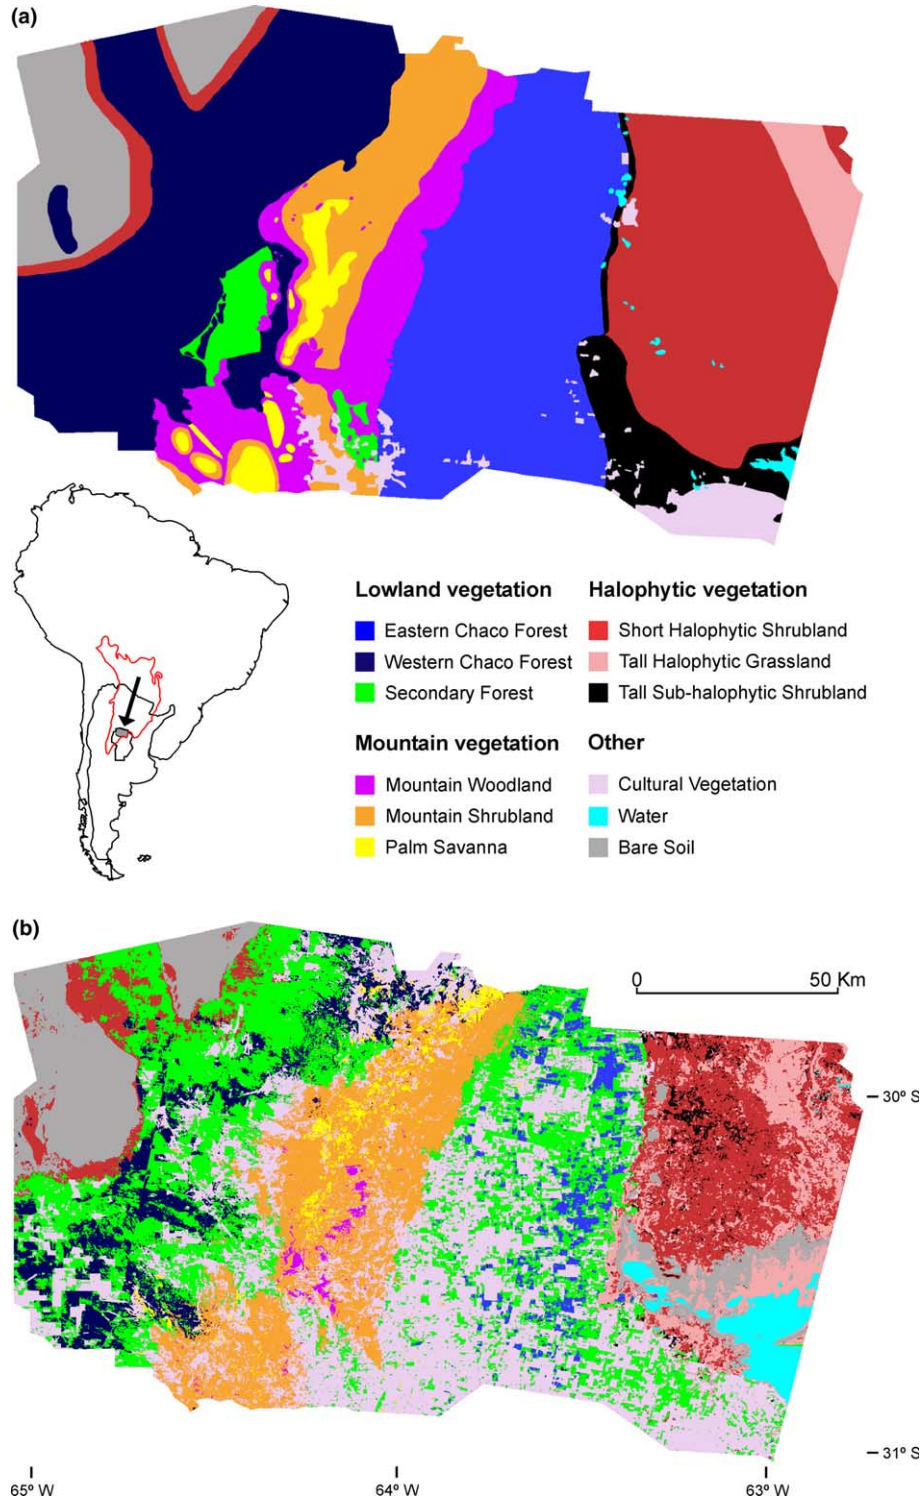 (a)
Lowland vegetation
Eastern Chaco Forest
Western Chaco Forest
Secondary Forest
Mountain vegetation
Mountain Woodland
Mountain Shrubland
Palm Savanna
Halophytic vegetation
Short Halophytic Shrubland
Tall Halophytic Grassland
Tall Sub-halophytic Shrubland
Other
Cultural Vegetation
Water
Bare Soil
(b)
0 50 Km
30º S
31º S
65º W 64º W 63º W